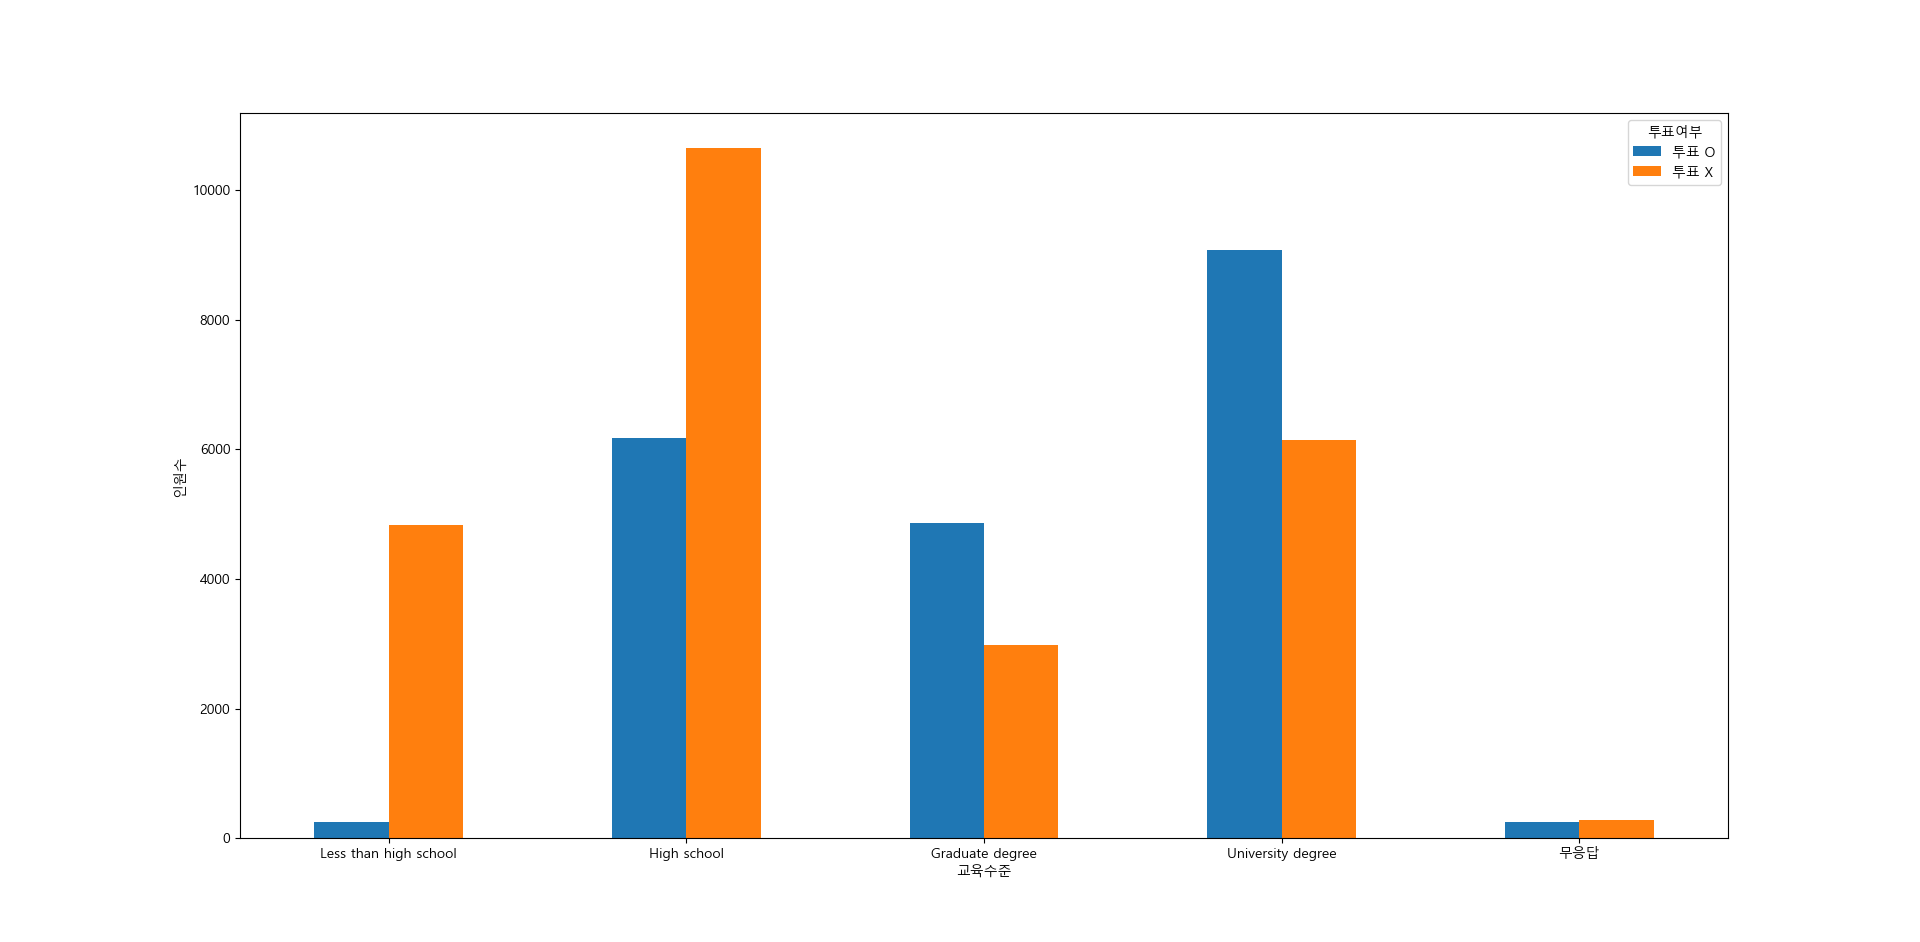 투표여부
투표 O
투표 X
10000
8000
6000
4000
2000
0
인원수
Less than high school
High school
Graduate degree
University degree
무응답
교육수준